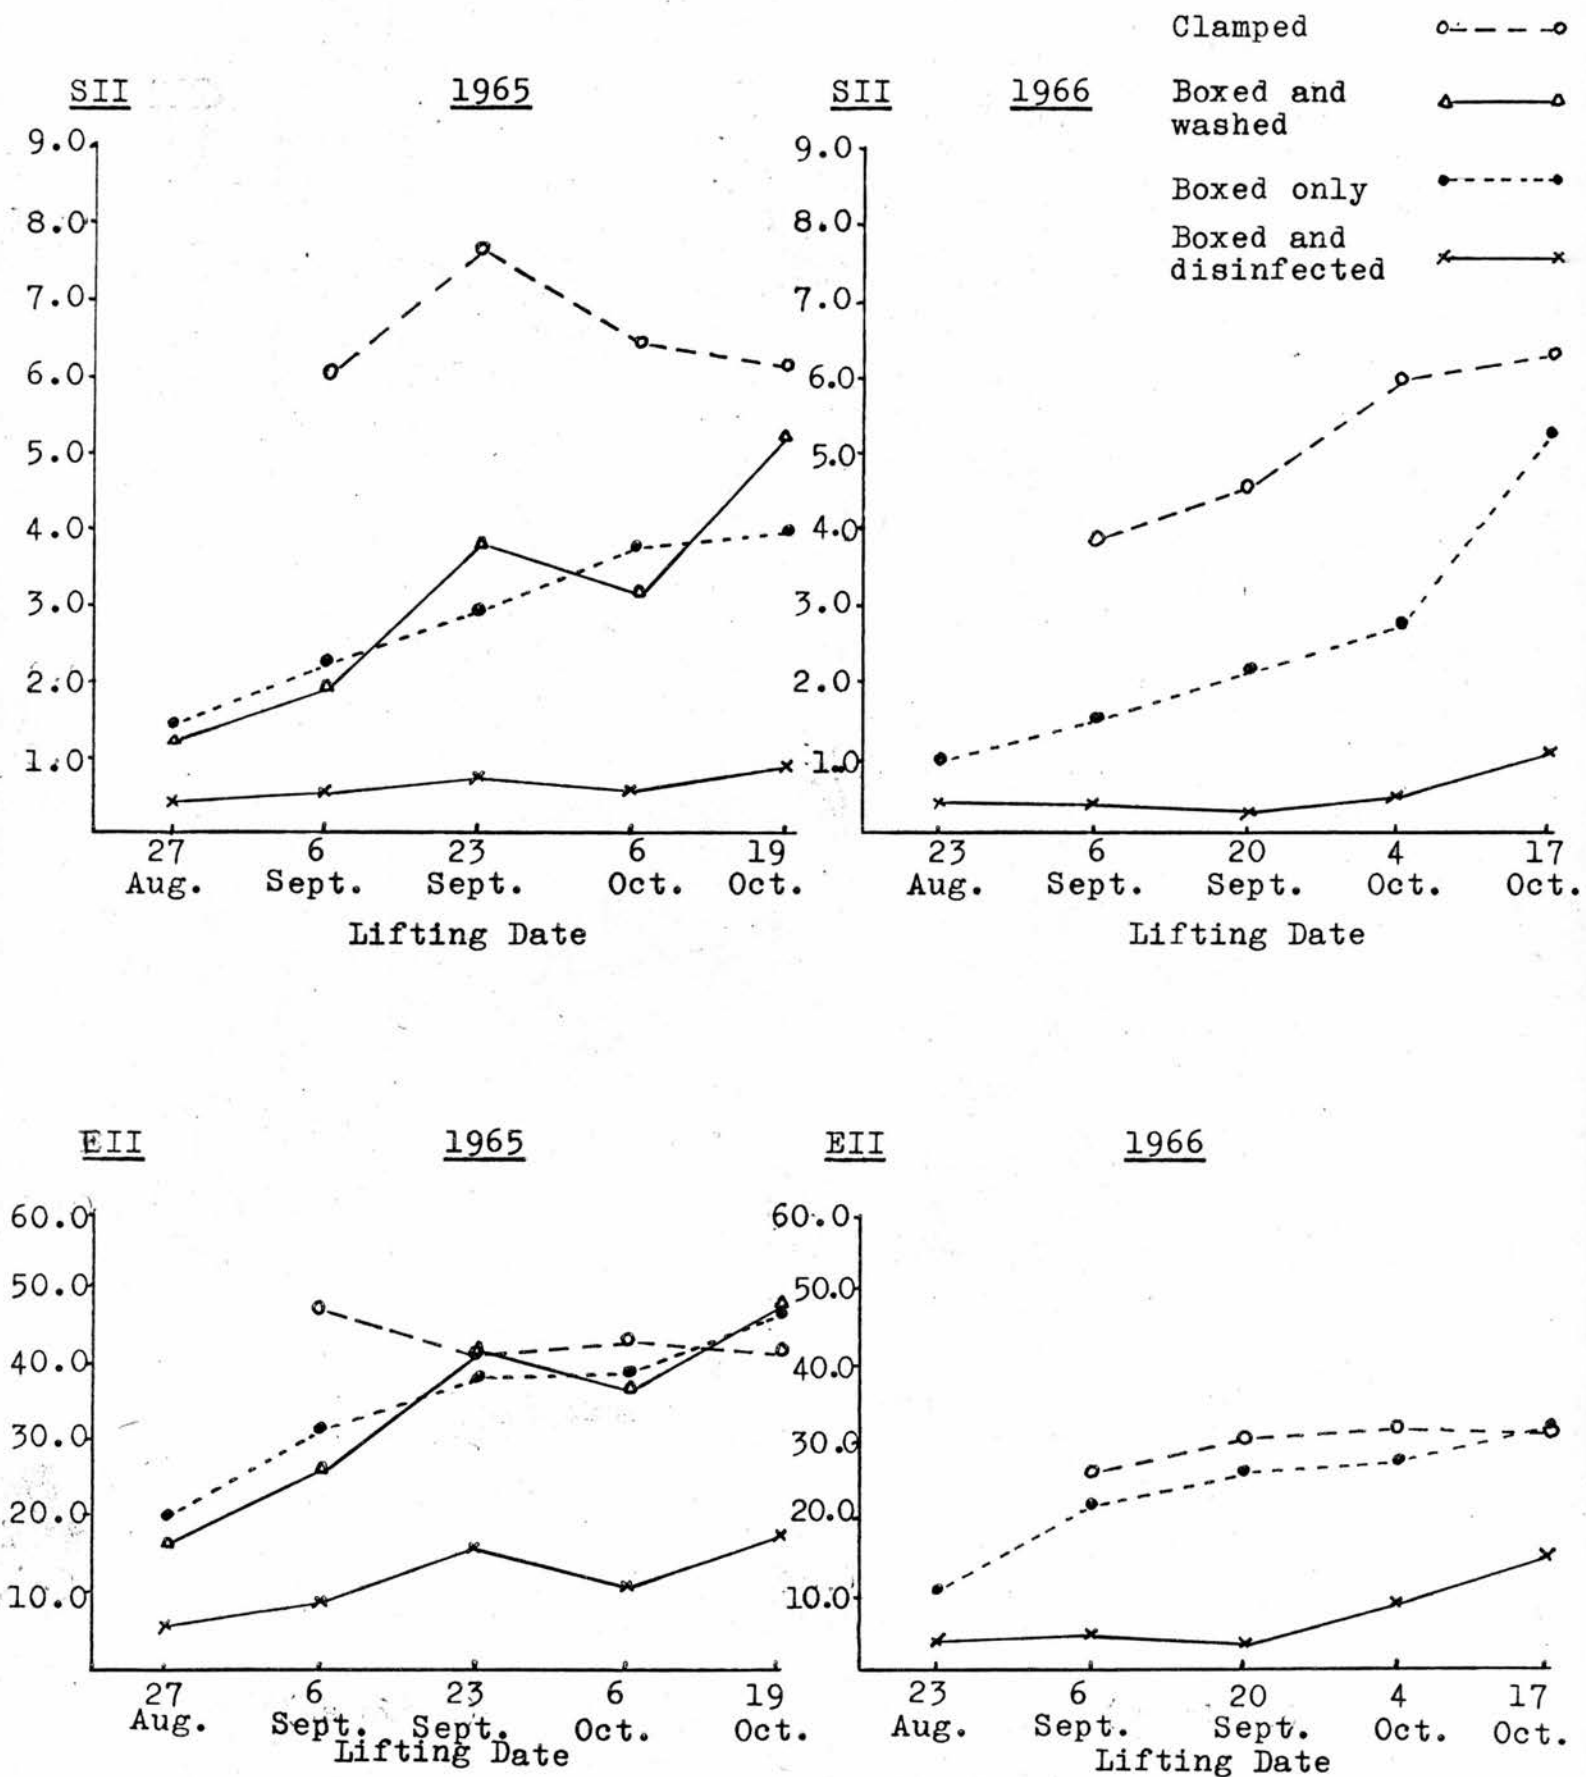 Clamped
Boxed and
washed
Boxed only
Boxed and
disinfected
SII 1965
9.0
8.0
7.0
6.0
5.0
4.0
3.0
2.0
1.0
27 6 23 6 19
Aug. Sept. Sept. Oct. Oct.
Lifting Date
SII 1966
9.0
8.0
7.0
6.0
5.0
4.0
3.0
2.0
1.0
23 6 20 4 17
Aug. Sept. Sept. Oct. Oct.
Lifting Date
EII 1965
60.0
50.0
40.0
30.0
20.0
10.0
27 6 23 6 19
Aug. Sept. Sept. Oct. Oct.
Lifting Date
EII 1966
60.0
50.0
40.0
30.0
20.0
10.0
23 6 20 4 17
Aug. Sept. Sept. Oct. Oct.
Lifting Date